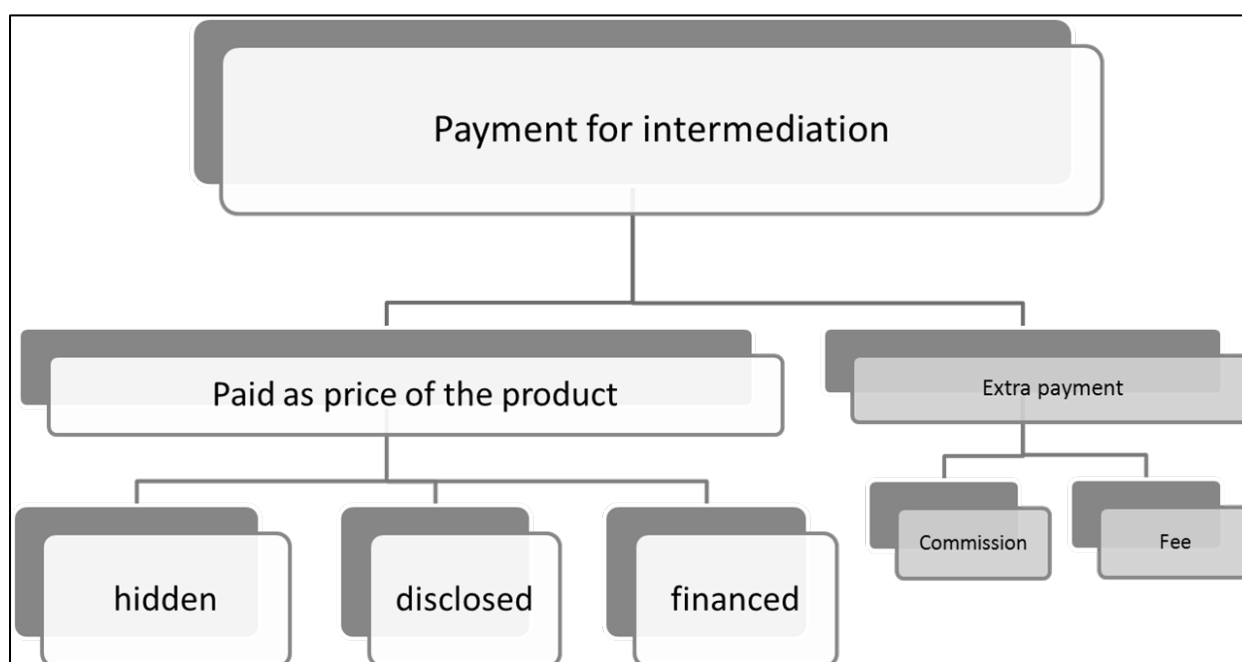 Payment for intermediation
Paid as price of the product
Extra payment
hidden
disclosed
financed
Commission
Fee